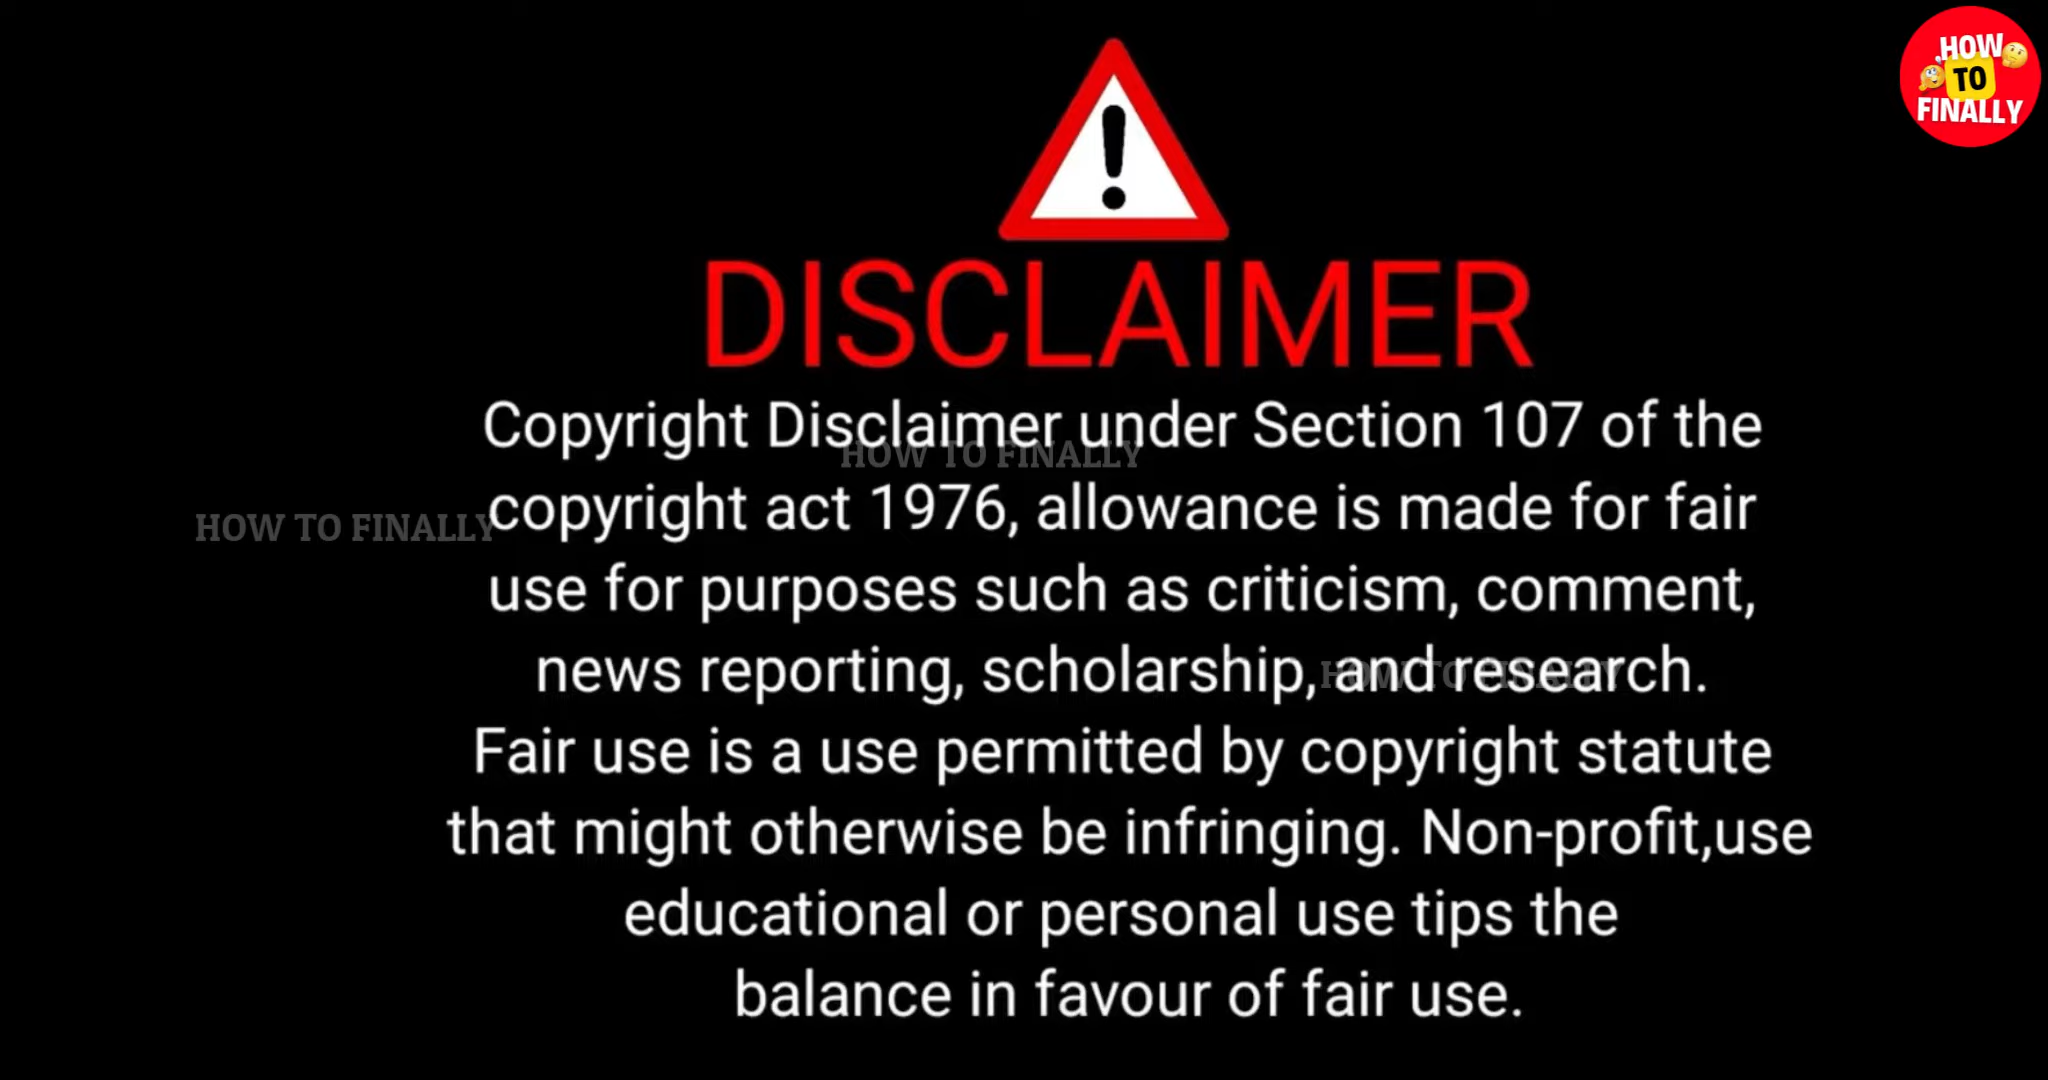 HOW
TO
FINALLY
!
DISCLAIMER
Copyright Disclaimer under Section 107 of the
HOW TO FINALLY
copyright act 1976, allowance is made for fair
HOW TO FINALLY
use for purposes such as criticism, comment,
news reporting, scholarship, and research.
HOW TO FINALLY
Fair use is a use permitted by copyright statute
that might otherwise be infringing. Non-profit,use
educational or personal use tips the
balance in favour of fair use.